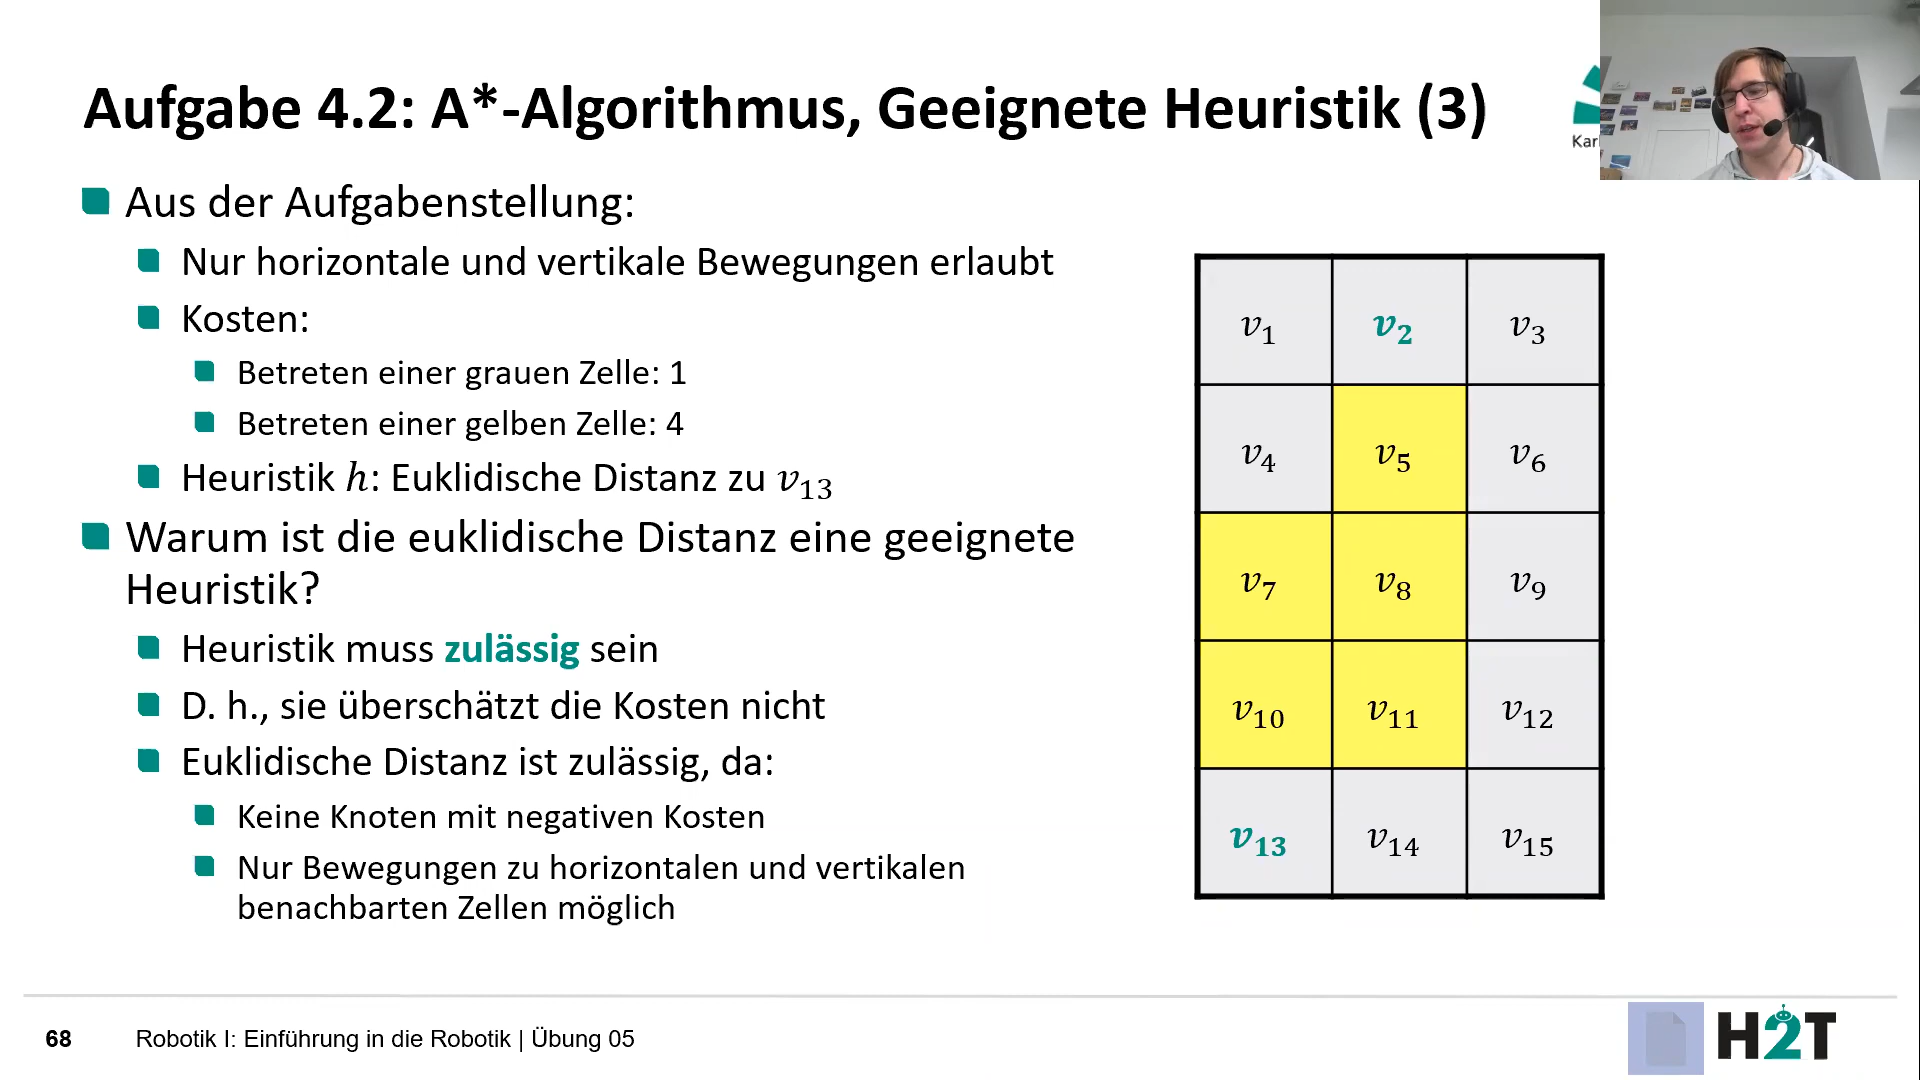 Aufgabe 4.2: A*-Algorithmus, Geeignete Heuristik (3)
Kar
Aus der Aufgabenstellung:
Nur horizontale und vertikale Bewegungen erlaubt
Kosten:
Betreten einer grauen Zelle: 1
Betreten einer gelben Zelle: 4
Heuristik h: Euklidische Distanz zu v₁₃
Warum ist die euklidische Distanz eine geeignete
Heuristik?
Heuristik muss zulässig sein
D. h., sie überschätzt die Kosten nicht
Euklidische Distanz ist zulässig, da:
Keine Knoten mit negativen Kosten
Nur Bewegungen zu horizontalen und vertikalen
benachbarten Zellen möglich
v₁ v₂ v₃
v₄ v₅ v₆
v₇ v₈ v₉
v₁₀ v₁₁ v₁₂
v₁₃ v₁₄ v₁₅
68 Robotik I: Einführung in die Robotik | Übung 05
H2T